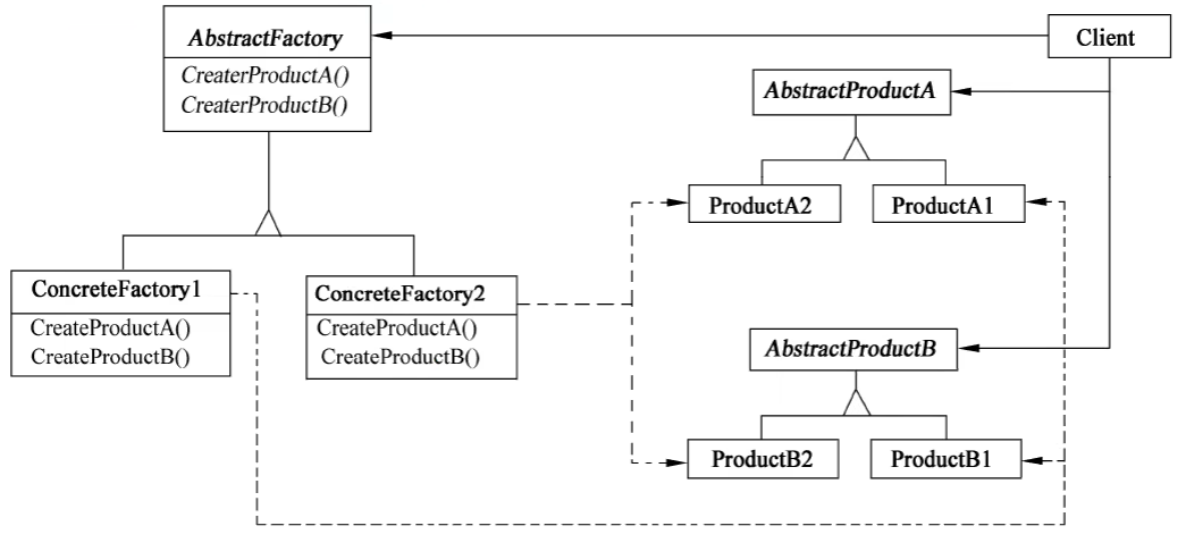 AbstractFactory
CreaterProductA()
CreaterProductB()
Client
AbstractProductA
ProductA2
ProductA1
ConcreteFactory1
CreateProductA()
CreateProductB()
ConcreteFactory2
CreateProductA()
CreateProductB()
AbstractProductB
ProductB2
ProductB1